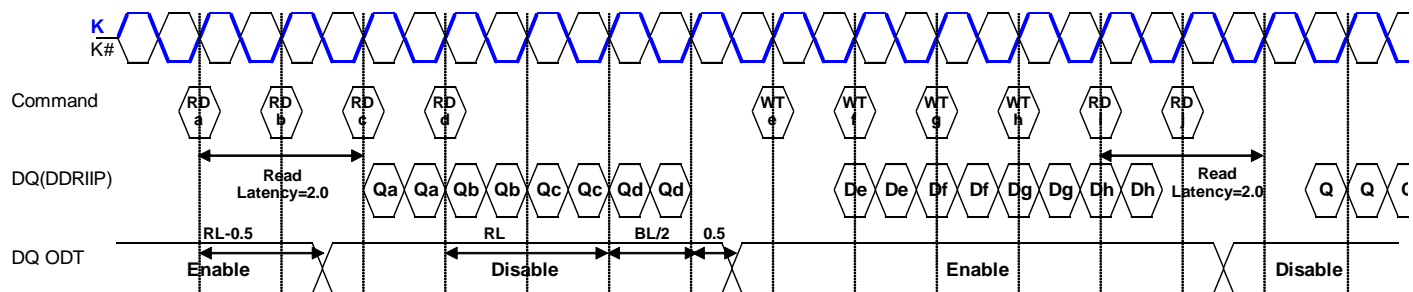 K
K#
Command
RD a RD b RD c RD d WT e WT f WT g WT h RD i RD j
DQ(DDRIIP)
Read Latency=2.0
Qa Qa Qb Qb Qc Qc Qd Qd De De Df Df Dg Dg Dh Dh
Read Latency=2.0
Q Q
RL-0.5 RL BL/2 0.5
DQ ODT
Enable Disable Enable Disable